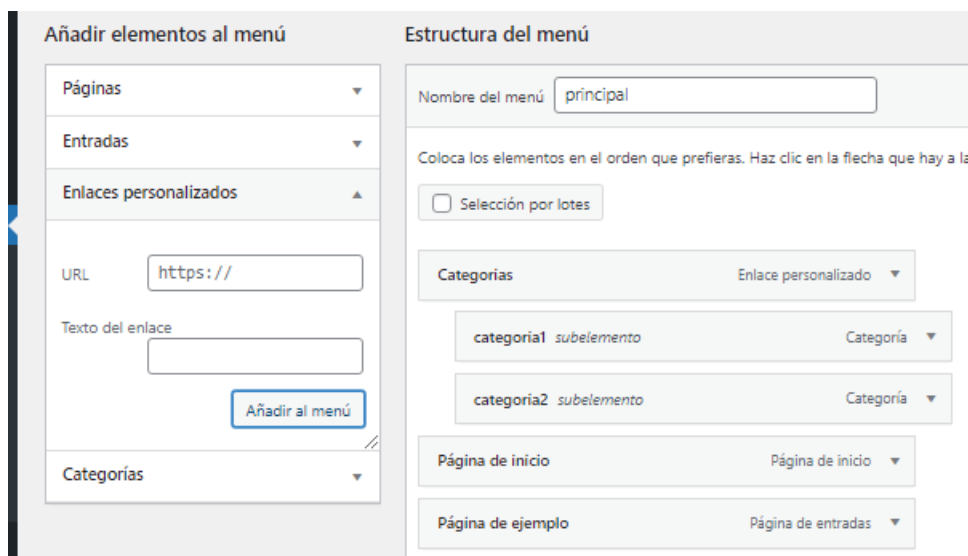 Añadir elementos al menú
Páginas
Entradas
Enlaces personalizados
URL
https://
Texto del enlace
Añadir al menú
Categorías
Estructura del menú
Nombre del menú principal
Coloca los elementos en el orden que prefieras. Haz clic en la flecha que hay a la
Selección por lotes
Categorias Enlace personalizado
categoria1 subelemento Categoría
categoria2 subelemento Categoría
Página de inicio Página de inicio
Página de ejemplo Página de entradas